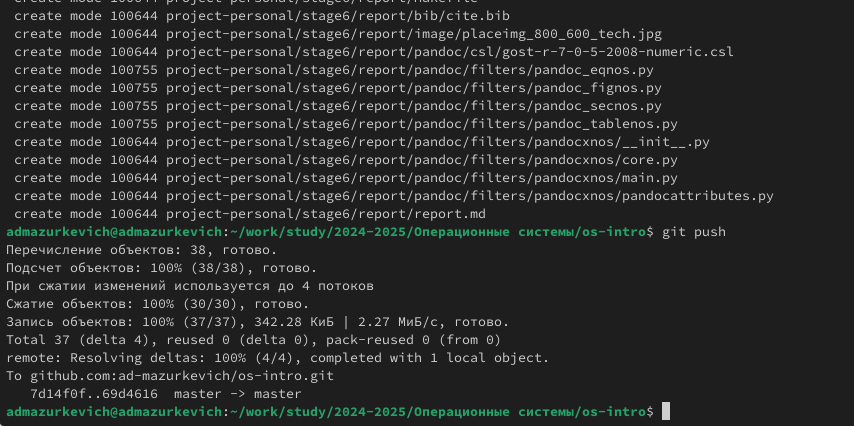 create mode 100644 project-personal/stage6/report/Makefile
create mode 100644 project-personal/stage6/report/bib/cite.bib
create mode 100644 project-personal/stage6/report/image/placeimg_800_600_tech.jpg
create mode 100644 project-personal/stage6/report/pandoc/csl/gost-r-7-0-5-2008-numeric.csl
create mode 100755 project-personal/stage6/report/pandoc/filters/pandoc_eqnos.py
create mode 100755 project-personal/stage6/report/pandoc/filters/pandoc_fignos.py
create mode 100755 project-personal/stage6/report/pandoc/filters/pandoc_secnos.py
create mode 100755 project-personal/stage6/report/pandoc/filters/pandoc_tablenos.py
create mode 100644 project-personal/stage6/report/pandoc/filters/pandocxnos/__init__.py
create mode 100644 project-personal/stage6/report/pandoc/filters/pandocxnos/core.py
create mode 100644 project-personal/stage6/report/pandoc/filters/pandocxnos/main.py
create mode 100644 project-personal/stage6/report/pandoc/filters/pandocxnos/pandocattributes.py
create mode 100644 project-personal/stage6/report/report.md
admazurkevich@admazurkevich:~/work/study/2024-2025/Операционные системы/os-intro$ git push
Перечисление объектов: 38, готово.
Подсчет объектов: 100% (38/38), готово.
При сжатии изменений используется до 4 потоков
Сжатие объектов: 100% (30/30), готово.
Запись объектов: 100% (37/37), 342.28 КиБ | 2.27 МиБ/с, готово.
Total 37 (delta 4), reused 0 (delta 0), pack-reused 0 (from 0)
remote: Resolving deltas: 100% (4/4), completed with 1 local object.
To github.com:ad-mazurkevich/os-intro.git
7d14f0f..69d4616  master -> master
admazurkevich@admazurkevich:~/work/study/2024-2025/Операционные системы/os-intro$